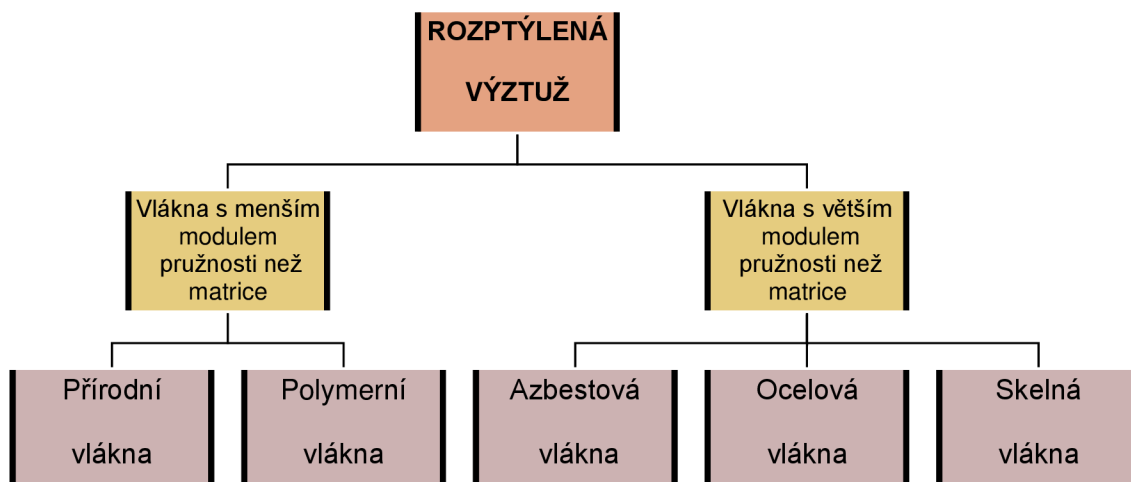 ROZPTÝLENÁ
VÝZTUŽ
Vlákna s menším
modulem
pružnosti než
matrice
Vlákna s větším
modulem
pružnosti než
matrice
Přírodní
vlákna
Polymerní
vlákna
Azbestová
vlákna
Ocelová
vlákna
Skelná
vlákna